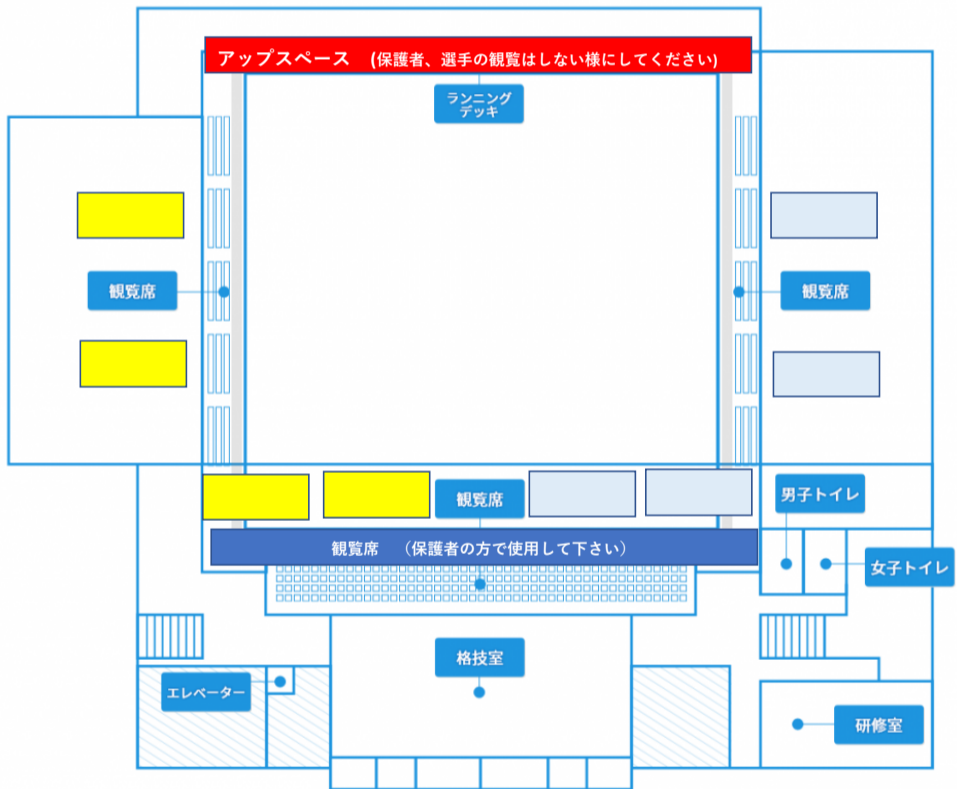 アップスペース　(保護者、選手の観覧はしない様にしてください)
ランニング
デッキ
観覧席
観覧席
観覧席
男子トイレ
観覧席　（保護者の方で使用して下さい）
女子トイレ
格技室
エレベーター
研修室